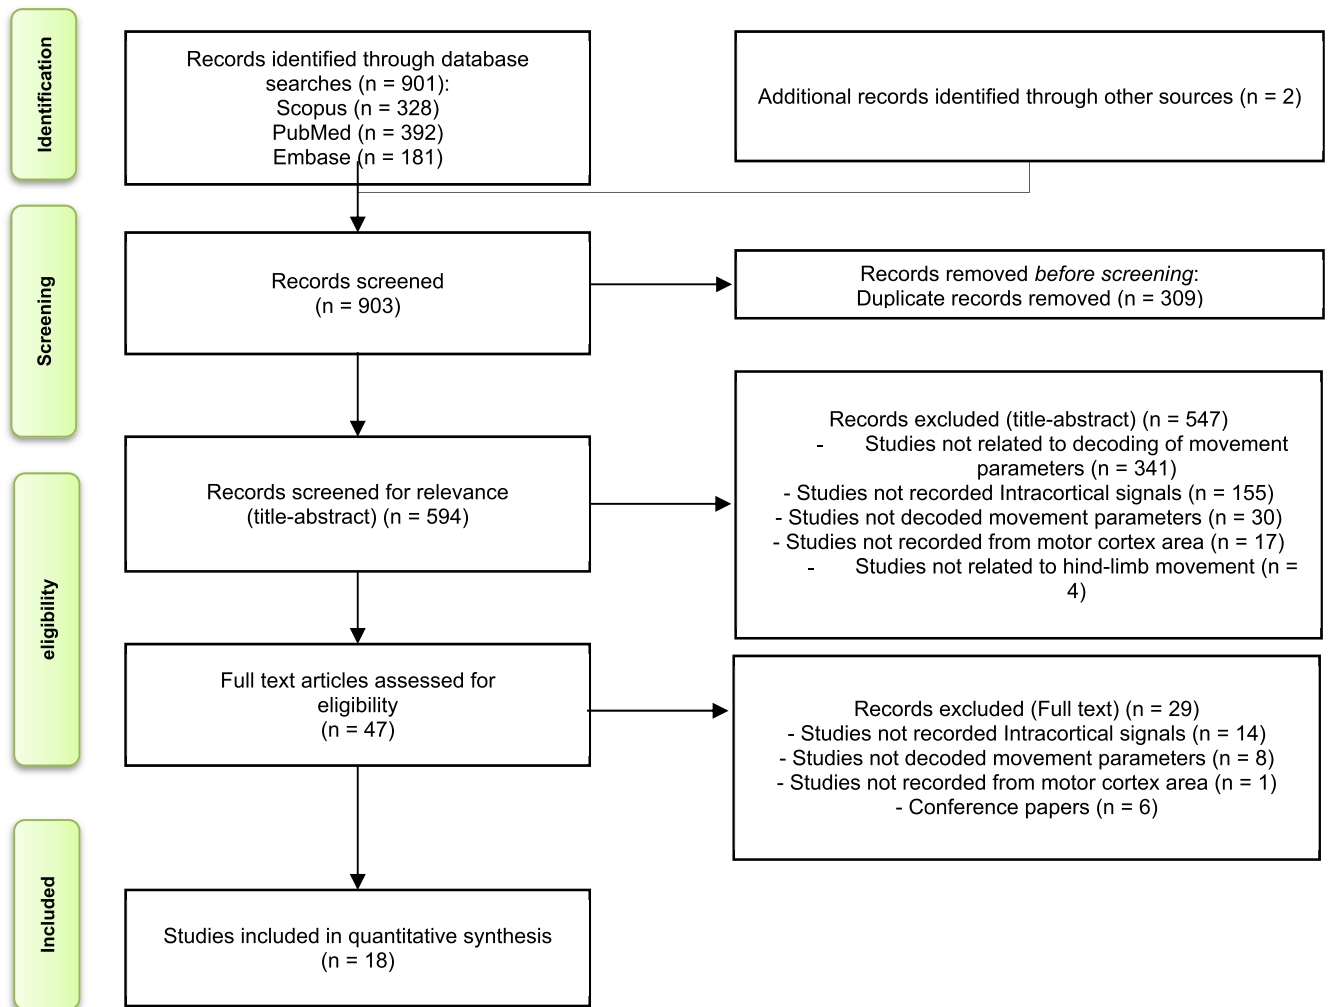 Identification
Records identified through database
searches (n = 901):
Scopus (n = 328)
PubMed (n = 392)
Embase (n = 181)
Additional records identified through other sources (n = 2)
Screening
Records screened
(n = 903)
Records removed before screening:
Duplicate records removed (n = 309)
eligibility
Records screened for relevance
(title-abstract) (n = 594)
Records excluded (title-abstract) (n = 547)
- Studies not related to decoding of movement
parameters (n = 341)
- Studies not recorded Intracortical signals (n = 155)
- Studies not decoded movement parameters (n = 30)
- Studies not recorded from motor cortex area (n = 17)
- Studies not related to hind-limb movement (n =
4)
Full text articles assessed for
eligibility
(n = 47)
Records excluded (Full text) (n = 29)
- Studies not recorded Intracortical signals (n = 14)
- Studies not decoded movement parameters (n = 8)
- Studies not recorded from motor cortex area (n = 1)
- Conference papers (n = 6)
Included
Studies included in quantitative synthesis
(n = 18)